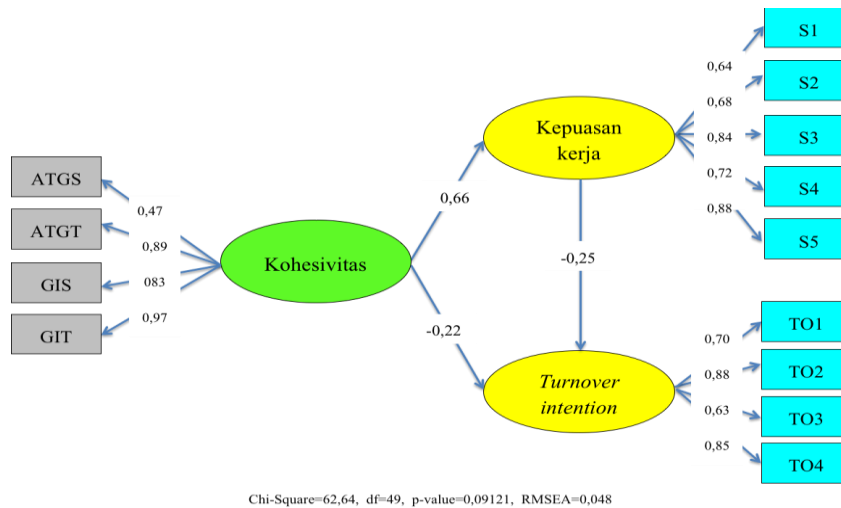 S1
0,64
S2
0,68
Kepuasan
kerja
0,84
S3
0,72
S4
0,88
S5
ATGS
0,47
ATGT
0,89
GIS
083
GIT
0,97
Kohesivitas
0,66
-0,25
-0,22
Turnover
intention
0,70
TO1
0,88
TO2
0,63
TO3
0,85
TO4
Chi-Square=62,64, df=49, p-value=0,09121, RMSEA=0,048